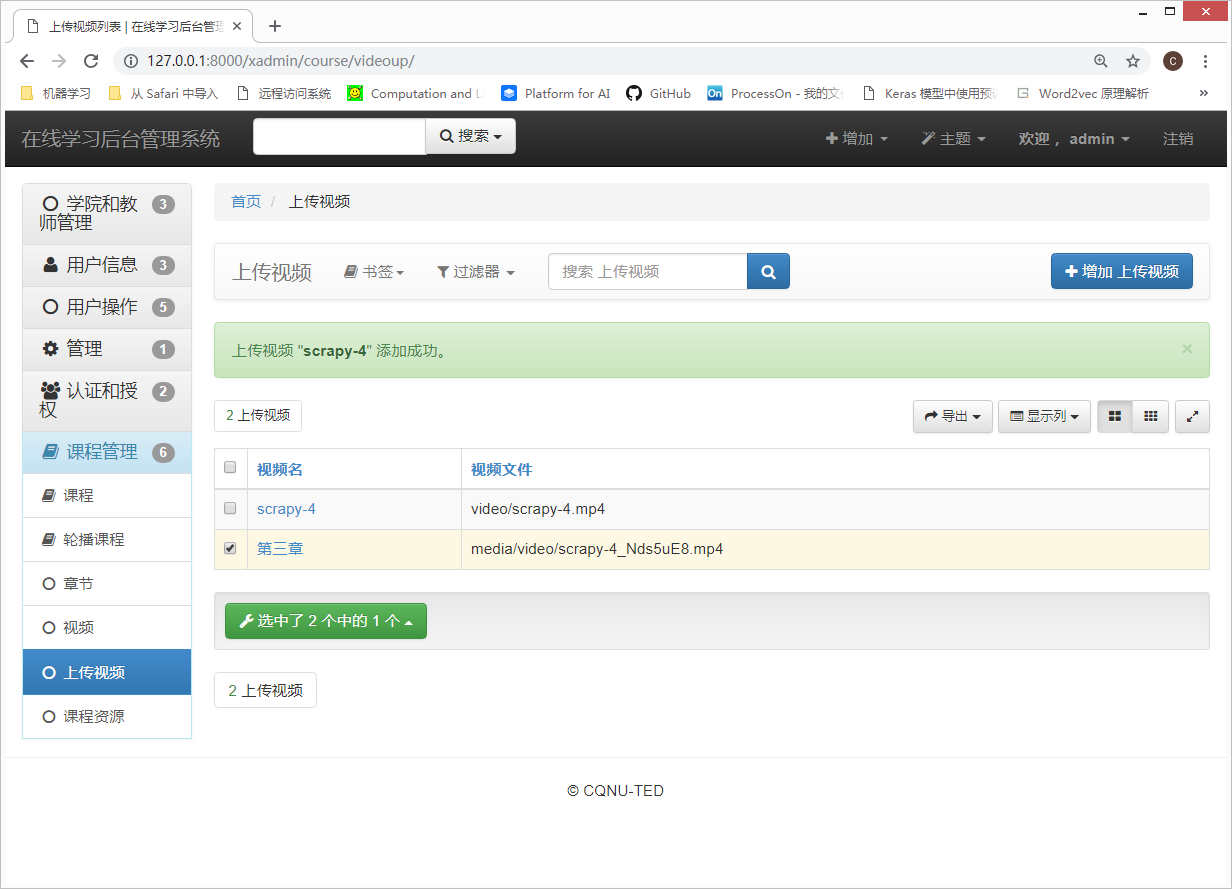 上传视频列表 | 在线学习后台管理
127.0.0.1:8000/xadmin/course/videoup/
C
机器学习 从 Safari 中导入 远程访问系统 Computation and L Platform for AI GitHub On ProcessOn - 我的文 Keras 模型中使用预 Word2vec 原理解析 »
在线学习后台管理系统 搜索 增加 主题 欢迎， admin 注销
学院和教师管理 3
用户信息 3
用户操作 5
管理 1
认证和授权 2
课程管理 6
课程
轮播课程
章节
视频
上传视频
课程资源
首页 / 上传视频
上传视频 书签 过滤器 搜索 上传视频 增加 上传视频
上传视频 "scrapy-4" 添加成功。 ×
2 上传视频 导出 显示列
视频名 视频文件
scrapy-4 video/scrapy-4.mp4
第三章 media/video/scrapy-4_Nds5uE8.mp4
选中了 2 个中的 1 个
2 上传视频
© CQNU-TED